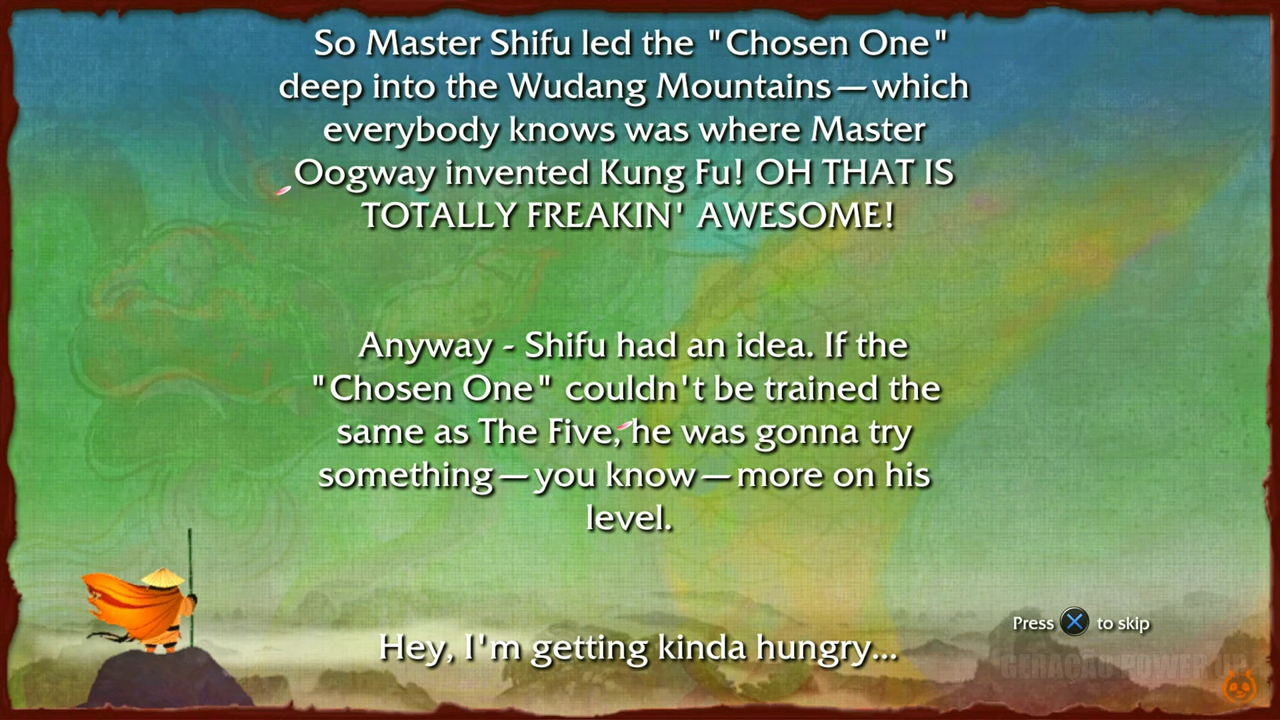 So Master Shifu led the "Chosen One"
deep into the Wudang Mountains—which
everybody knows was where Master
Oogway invented Kung Fu! OH THAT IS
TOTALLY FREAKIN' AWESOME!
Anyway - Shifu had an idea. If the
"Chosen One" couldn't be trained the
same as The Five, he was gonna try
something—you know—more on his
level.
Press X to skip
Hey, I'm getting kinda hungry...
GERAÇÃO POWER UP